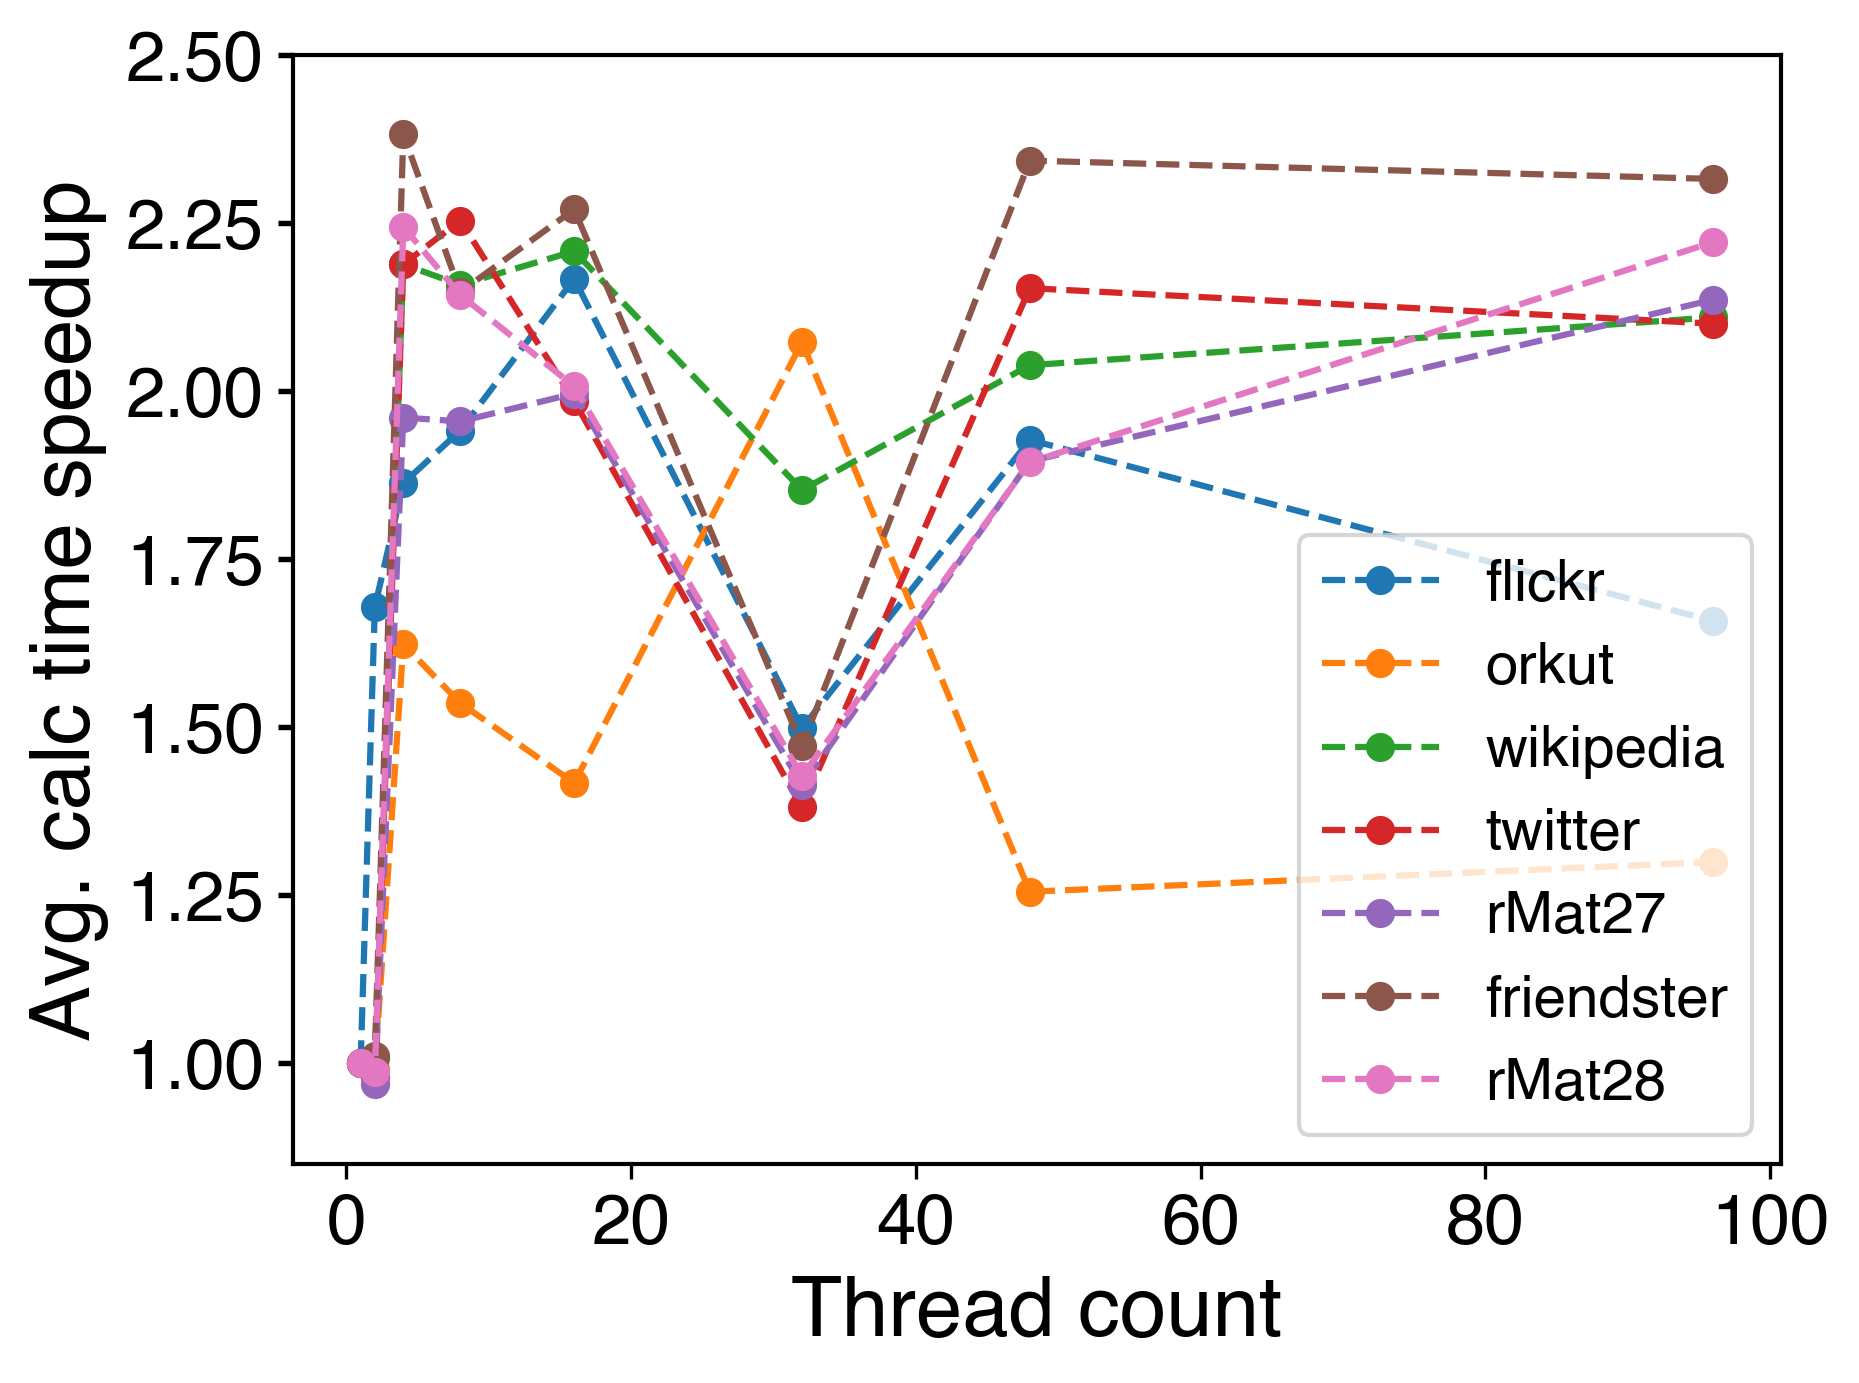 Avg. calc time speedup
2.50
2.25
2.00
1.75
1.50
1.25
1.00
flickr
orkut
wikipedia
twitter
rMat27
friendster
rMat28
0 20 40 60 80 100
Thread count